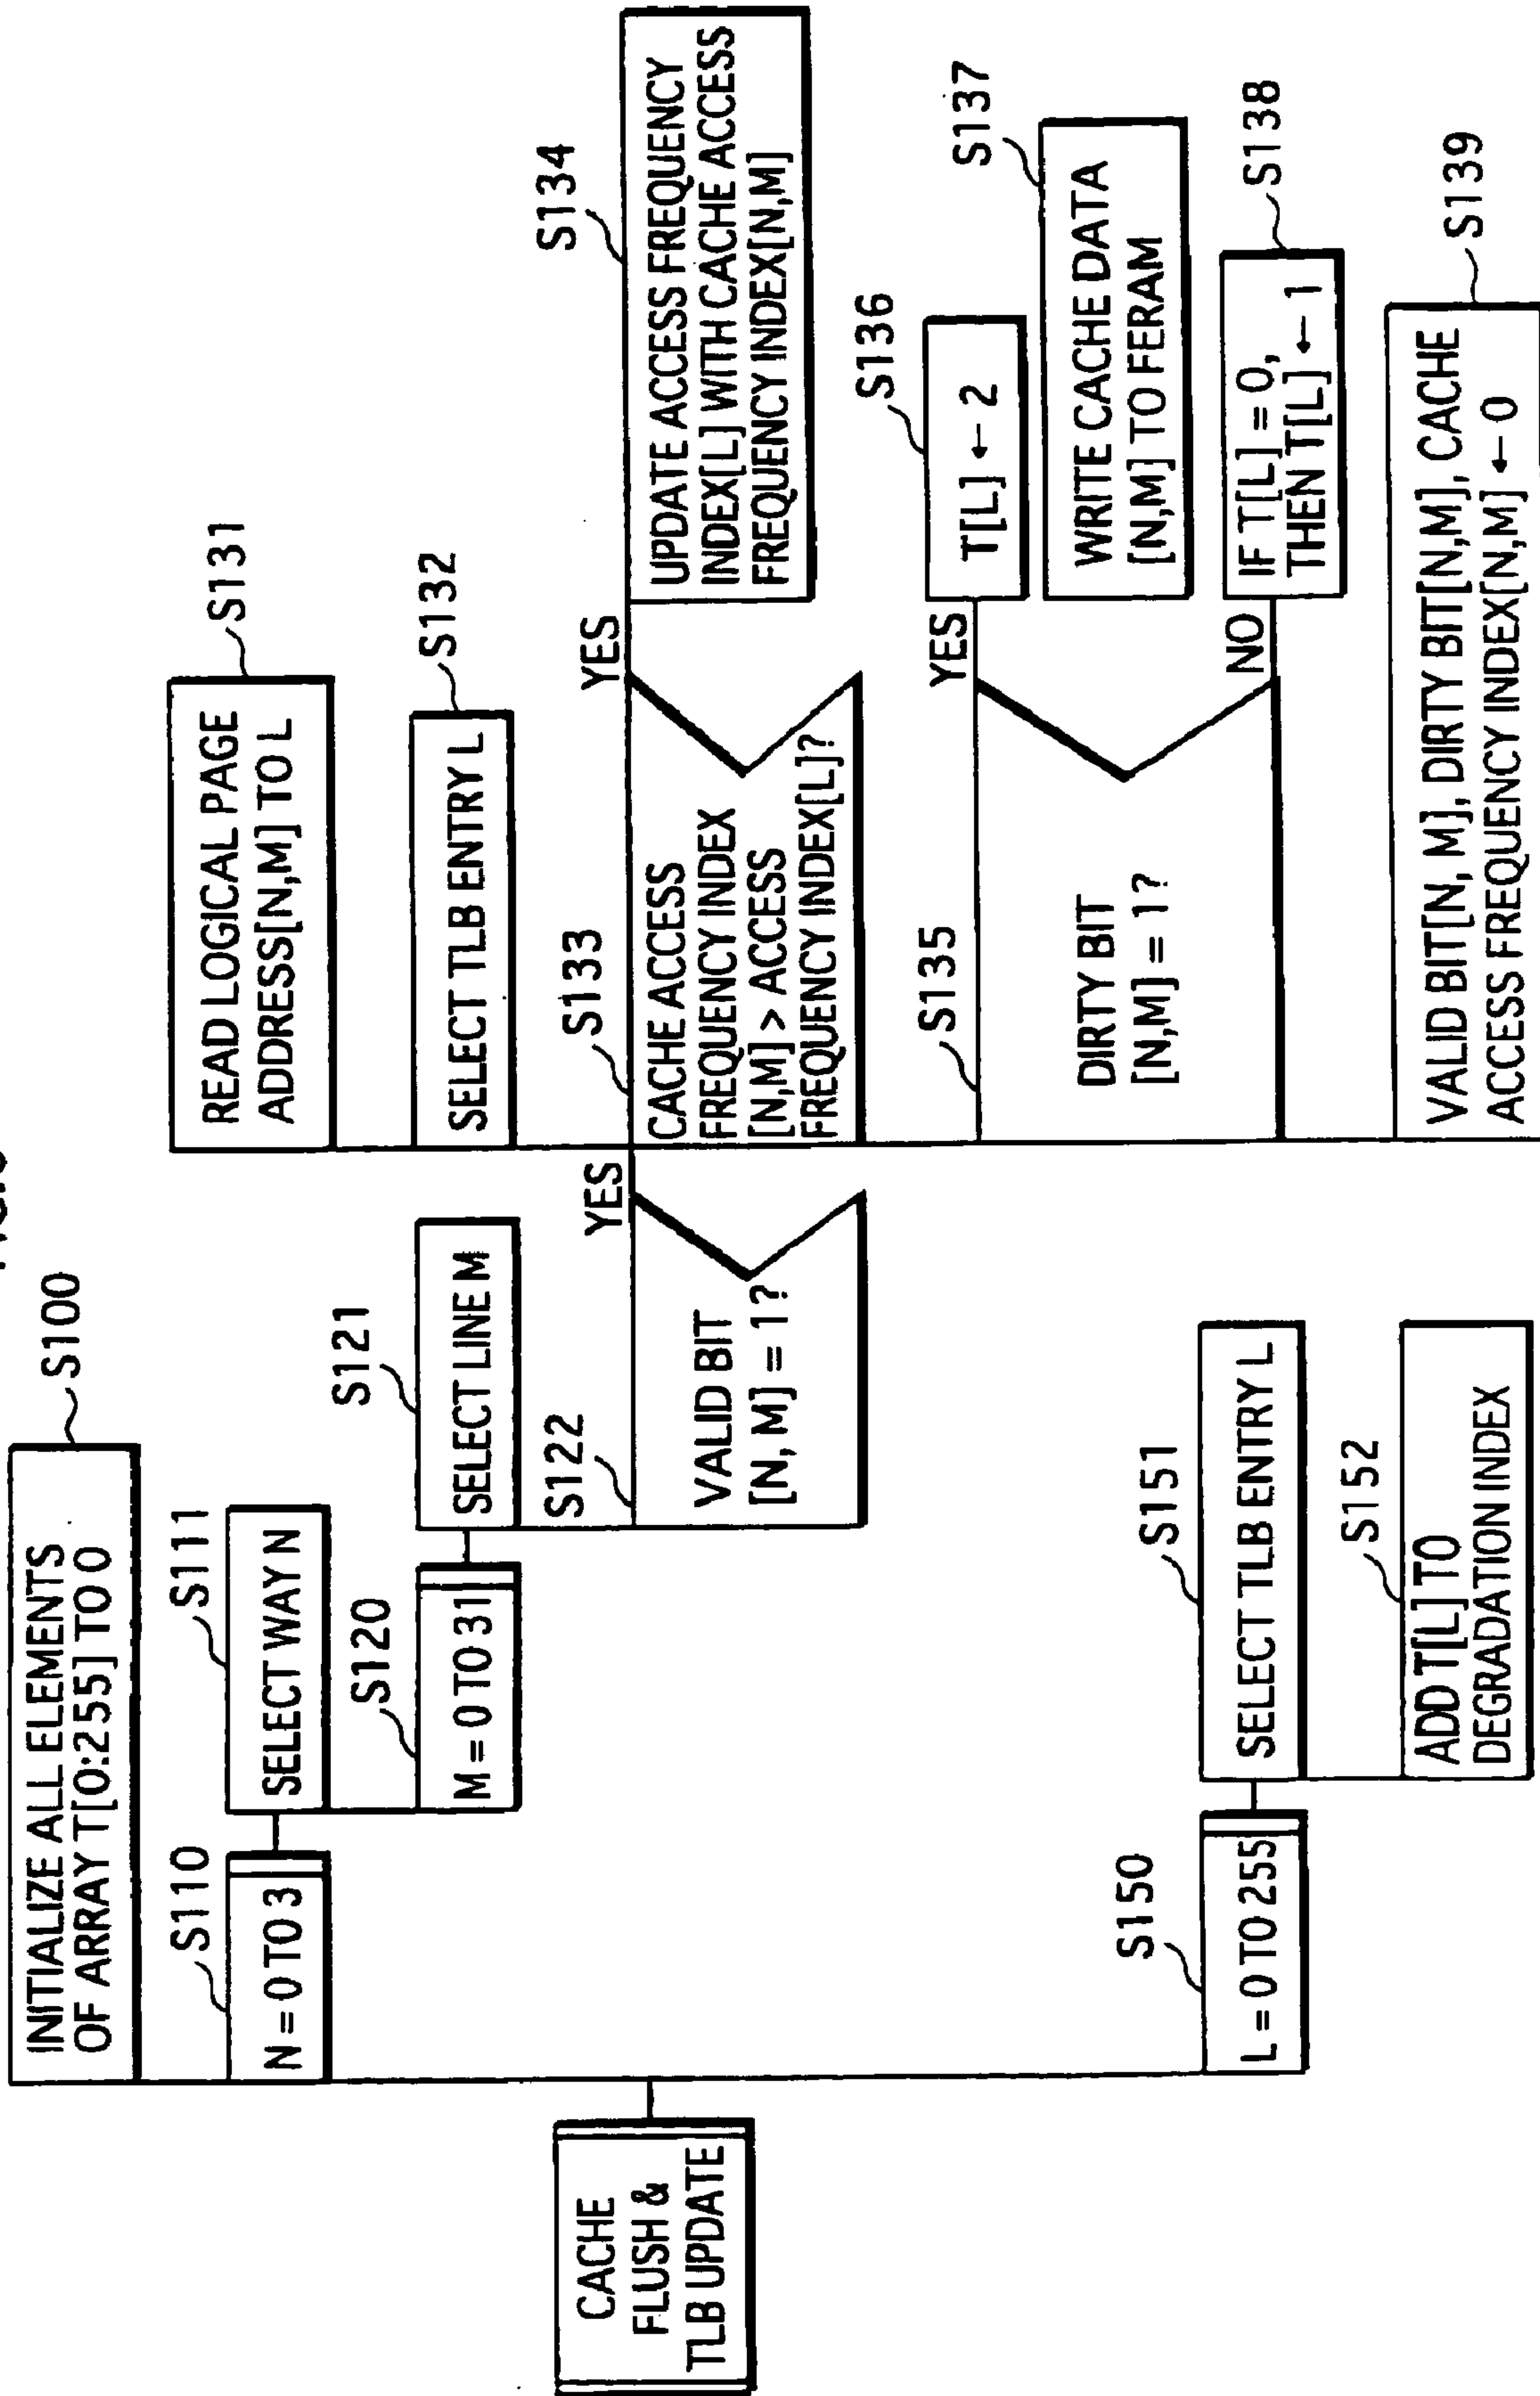 CACHE
FLUSH &
TLB UPDATE
S100
INITIALIZE ALL ELEMENTS
OF ARRAY T[0:255] TO 0
S110
N = 0 TO 3
S111
SELECT WAY N
S120
M = 0 TO 31
S121
SELECT LINE M
S122
VALID BIT
[N, M] = 1?
YES
S131
READ LOGICAL PAGE
ADDRESS[N,M] TO L
S132
SELECT TLB ENTRY L
S133
CACHE ACCESS
FREQUENCY INDEX
[N,M] > ACCESS
FREQUENCY INDEX[L]?
YES
S134
UPDATE ACCESS FREQUENCY
INDEX[L] WITH CACHE ACCESS
FREQUENCY INDEX[N,M]
S135
DIRTY BIT
[N,M] = 1?
YES
S136
T[L] ← 2
S137
WRITE CACHE DATA
[N,M] TO FERAM
NO
S138
IF T[L] = 0,
THEN T[L] ← 1
S139
VALID BIT[N, M], DIRTY BIT[N,M], CACHE
ACCESS FREQUENCY INDEX[N,M] ← 0
S150
L = 0 TO 255
S151
SELECT TLB ENTRY L
S152
ADD T[L] TO
DEGRADATION INDEX